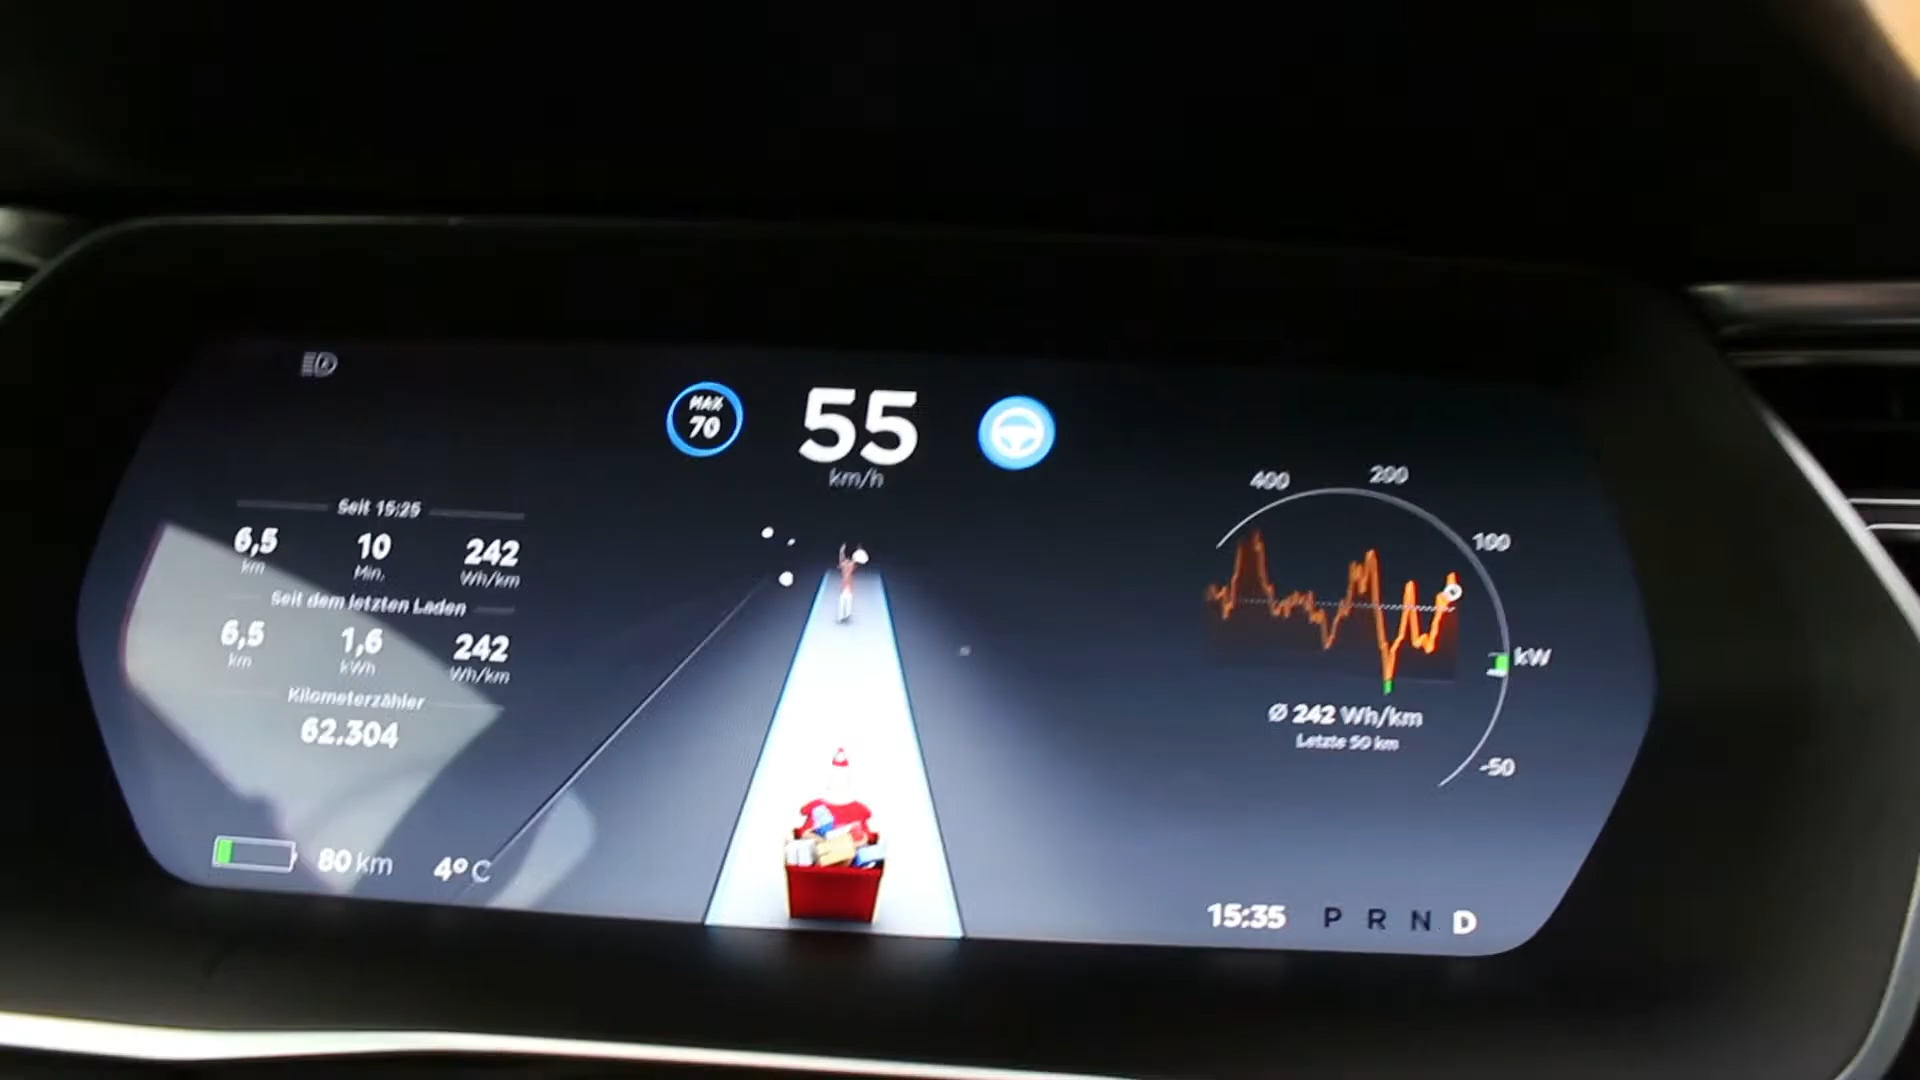 MAX
70
55
km/h
Seit 15:25
6,5 10 242
km Min. Wh/km
Seit dem letzten Laden
6,5 1,6 242
km kWh Wh/km
Kilometerzähler
62.304
80 km 4° C
400 200
100
kW
-50
Ø 242 Wh/km
Letzte 50 km
15:35 P R N D